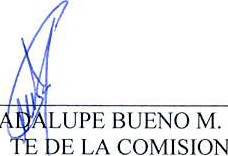 ADALUPE BUENO M.
TE DE LA COMISION